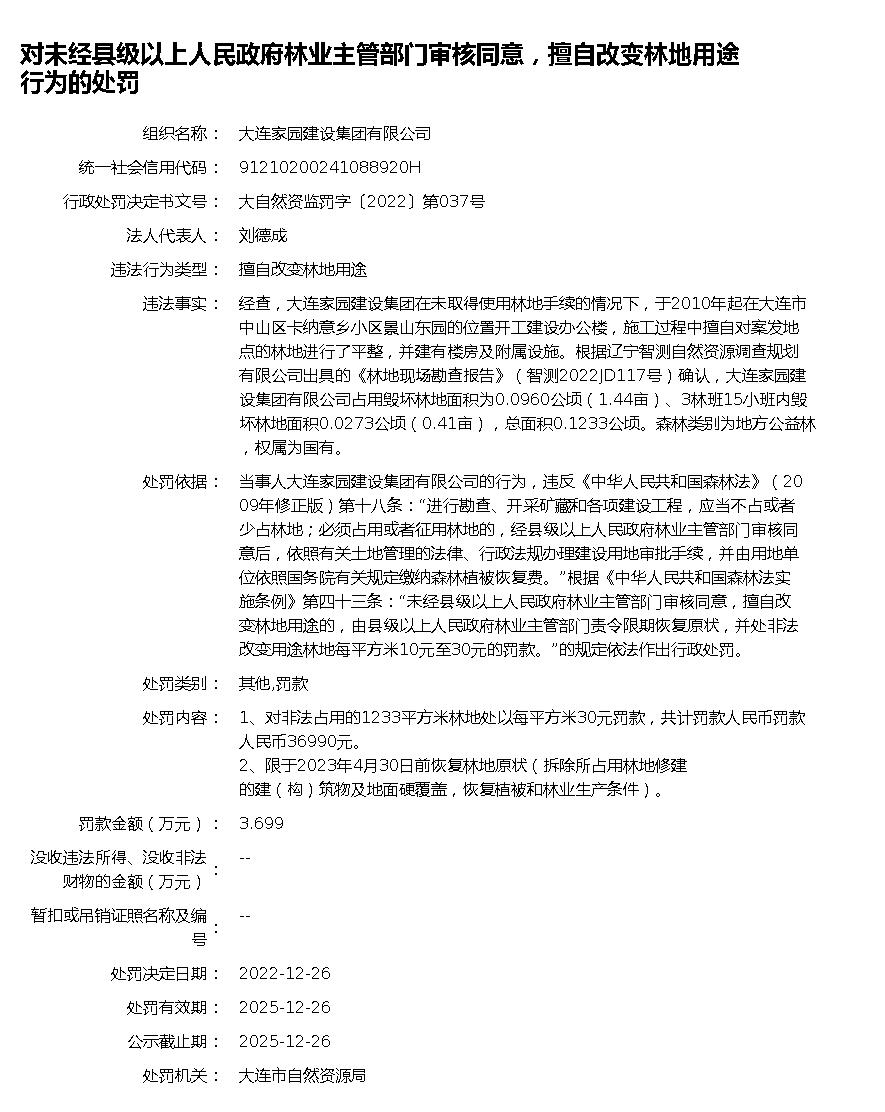 对未经县级以上人民政府林业主管部门审核同意，擅自改变林地用途
行为的处罚
组织名称： 大连家园建设集团有限公司
统一社会信用代码： 91210200241088920H
行政处罚决定书文号： 大自然资监罚字〔2022〕第037号
法人代表人： 刘德成
违法行为类型： 擅自改变林地用途
违法事实： 经查，大连家园建设集团在未取得使用林地手续的情况下，于2010年起在大连市
中山区卡纳意乡小区景山东园的位置开工建设办公楼，施工过程中擅自对案发地
点的林地进行了平整，并建有楼房及附属设施。根据辽宁智测自然资源调查规划
有限公司出具的《林地现场勘查报告》（智测2022JD117号）确认，大连家园建
设集团有限公司占用毁坏林地面积为0.0960公顷（1.44亩）、3林班15小班内毁
坏林地面积0.0273公顷（0.41亩），总面积0.1233公顷。森林类别为地方公益林
，权属为国有。
处罚依据： 当事人大连家园建设集团有限公司的行为，违反《中华人民共和国森林法》（20
09年修正版）第十八条：“进行勘查、开采矿藏和各项建设工程，应当不占或者
少占林地；必须占用或者征用林地的，经县级以上人民政府林业主管部门审核同
意后，依照有关土地管理的法律、行政法规办理建设用地审批手续，并由用地单
位依照国务院有关规定缴纳森林植被恢复费。”根据《中华人民共和国森林法实
施条例》第四十三条：“未经县级以上人民政府林业主管部门审核同意，擅自改
变林地用途的，由县级以上人民政府林业主管部门责令限期恢复原状，并处非法
改变用途林地每平方米10元至30元的罚款。”的规定依法作出行政处罚。
处罚类别： 其他,罚款
处罚内容： 1、对非法占用的1233平方米林地处以每平方米30元罚款，共计罚款人民币罚款
人民币36990元。
2、限于2023年4月30日前恢复林地原状（拆除所占用林地修建
的建（构）筑物及地面硬覆盖，恢复植被和林业生产条件）。
罚款金额（万元）： 3.699
没收违法所得、没收非法
财物的金额（万元）： --
暂扣或吊销证照名称及编
号： --
处罚决定日期： 2022-12-26
处罚有效期： 2025-12-26
公示截止期： 2025-12-26
处罚机关： 大连市自然资源局